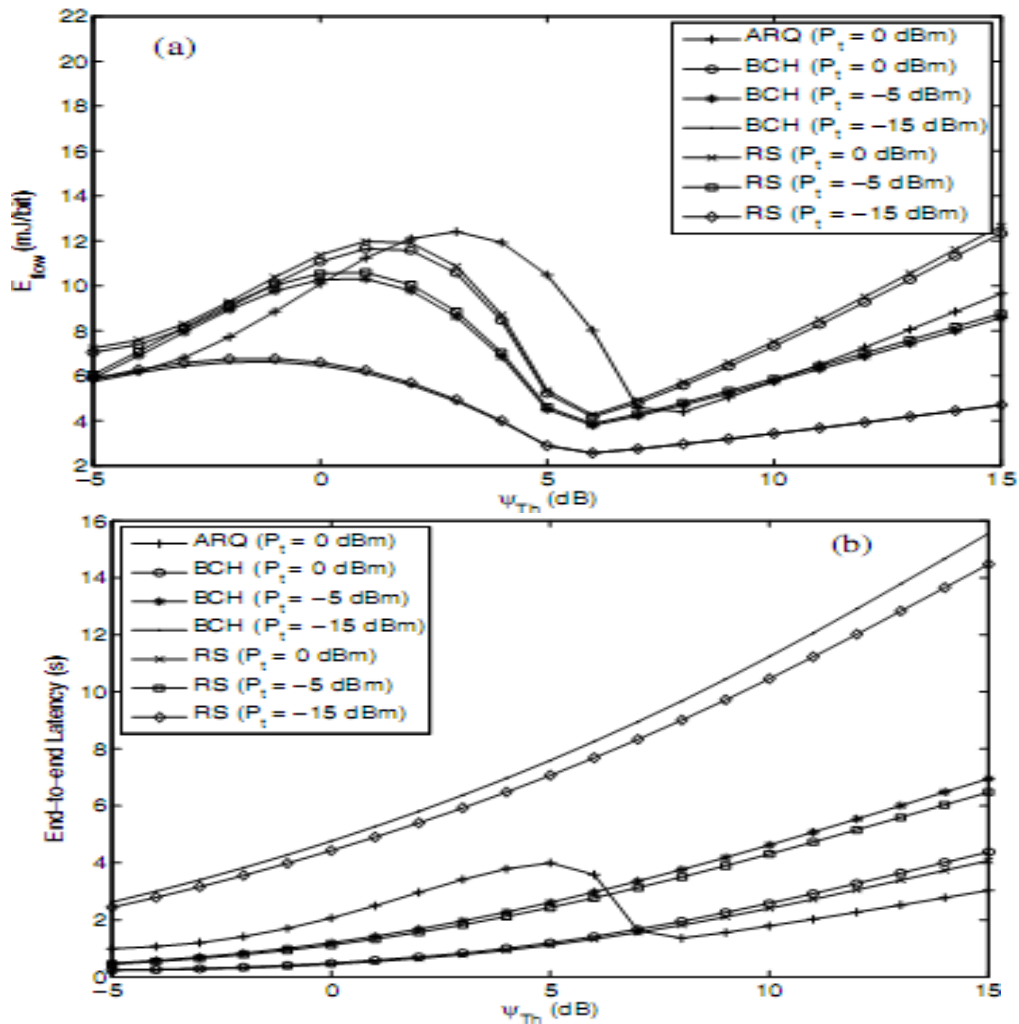 (a)
ARQ (P_t = 0 dBm)
BCH (P_t = 0 dBm)
BCH (P_t = −5 dBm)
BCH (P_t = −15 dBm)
RS (P_t = 0 dBm)
RS (P_t = −5 dBm)
RS (P_t = −15 dBm)
22
20
18
16
14
12
10
8
6
4
2
E_flow (mJ/bit)
−5
0
5
10
15
ψ_Th (dB)
(b)
ARQ (P_t = 0 dBm)
BCH (P_t = 0 dBm)
BCH (P_t = −5 dBm)
BCH (P_t = −15 dBm)
RS (P_t = 0 dBm)
RS (P_t = −5 dBm)
RS (P_t = −15 dBm)
16
14
12
10
8
6
4
2
0
End−to−end Latency (s)
−5
0
5
10
15
ψ_Th (dB)